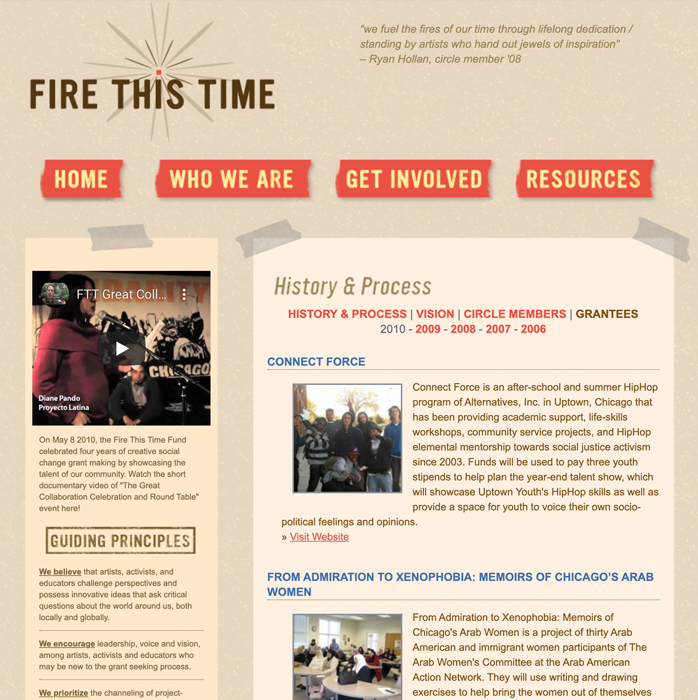 FIRE THIS TIME
"we fuel the fires of our time through lifelong dedication /
standing by artists who hand out jewels of inspiration"
– Ryan Hollan, circle member '08
HOME
WHO WE ARE
GET INVOLVED
RESOURCES
FTT Great Coll...
Diane Pando
Proyecto Latina
On May 8 2010, the Fire This Time Fund
celebrated four years of creative social
change grant making by showcasing the
talent of our community. Watch the short
documentary video of "The Great
Collaboration Celebration and Round Table"
event here!
GUIDING PRINCIPLES
We believe that artists, activists, and
educators challenge perspectives and
possess innovative ideas that ask critical
questions about the world around us, both
locally and globally.
We encourage leadership, voice and vision,
among artists, activists and educators who
may be new to the grant seeking process.
We prioritize the channeling of project-
History & Process
HISTORY & PROCESS | VISION | CIRCLE MEMBERS | GRANTEES
2010 - 2009 - 2008 - 2007 - 2006
CONNECT FORCE
Connect Force is an after-school and summer HipHop
program of Alternatives, Inc. in Uptown, Chicago that
has been providing academic support, life-skills
workshops, community service projects, and HipHop
elemental mentorship towards social justice activism
since 2003. Funds will be used to pay three youth
stipends to help plan the year-end talent show, which
will showcase Uptown Youth's HipHop skills as well as
provide a space for youth to voice their own socio-
political feelings and opinions.
» Visit Website
FROM ADMIRATION TO XENOPHOBIA: MEMOIRS OF CHICAGO'S ARAB
WOMEN
From Admiration to Xenophobia: Memoirs of
Chicago's Arab Women is a project of thirty Arab
American and immigrant women participants of The
Arab Women's Committee at the Arab American
Action Network. They will use writing and drawing
exercises to help bring the women out of themselves